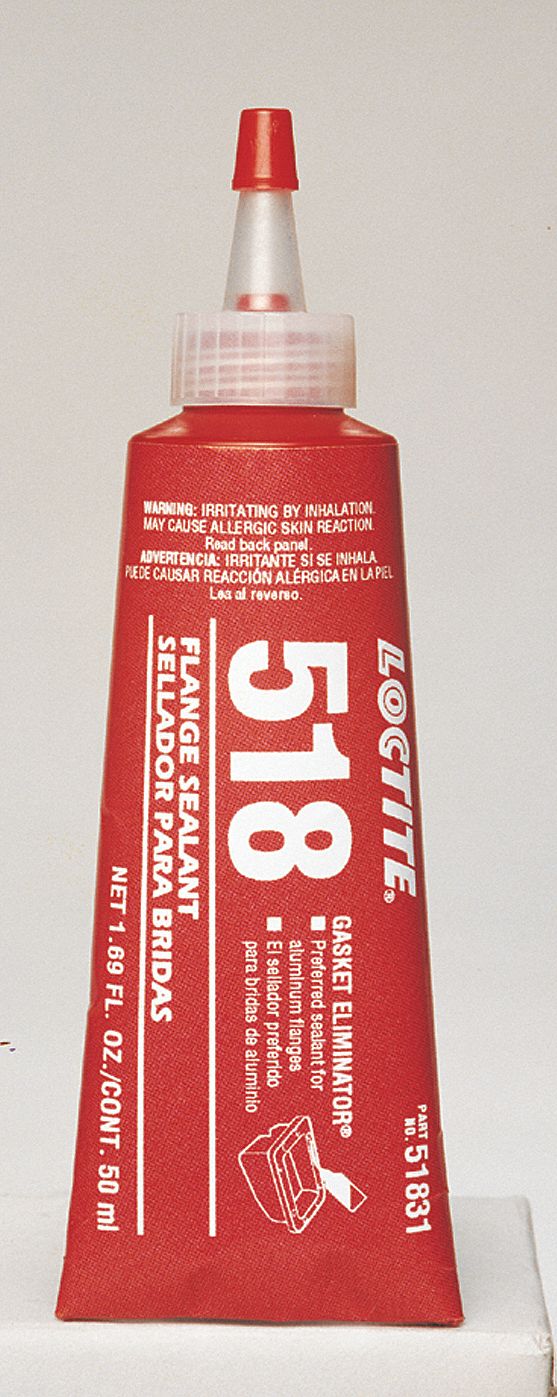 WARNING: IRRITATING BY INHALATION.
MAY CAUSE ALLERGIC SKIN REACTION.
Read back panel.
ADVERTENCIA: IRRITANTE SI SE INHALA.
PUEDE CAUSAR REACCIÓN ALÉRGICA EN LA PIEL
Lea al reverso.
LOCTITE®
PART NO. 51831
518
GASKET ELIMINATOR®
■ Preferred sealant for
aluminum flanges
■ El sellador preferido
para bridas de aluminio
FLANGE SEALANT
SELLADOR PARA BRIDAS
NET 1.69 FL. OZ./CONT. 50 ml